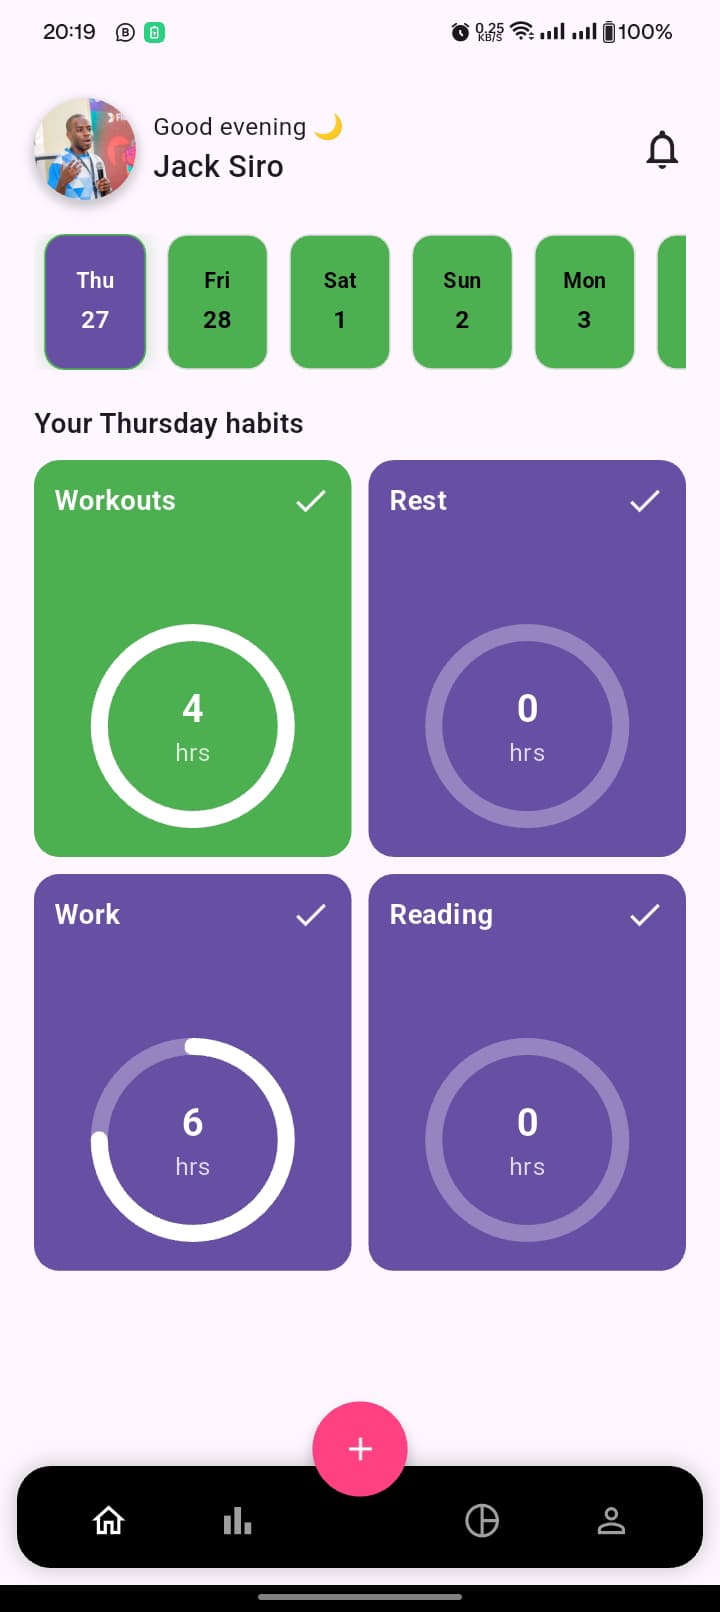 20:19 B 0.25 KB/S 100%
Good evening 🌙
Jack Siro
Thu Fri Sat Sun Mon
27 28 1 2 3
Your Thursday habits
Workouts
4
hrs
Rest
0
hrs
Work
6
hrs
Reading
0
hrs